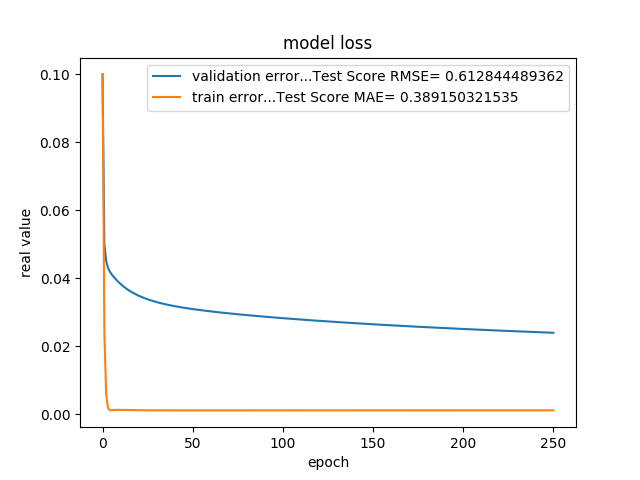 model loss
validation error...Test Score RMSE= 0.612844489362
train error...Test Score MAE= 0.389150321535
0.10
0.08
0.06
0.04
0.02
0.00
real value
0 50 100 150 200 250
epoch